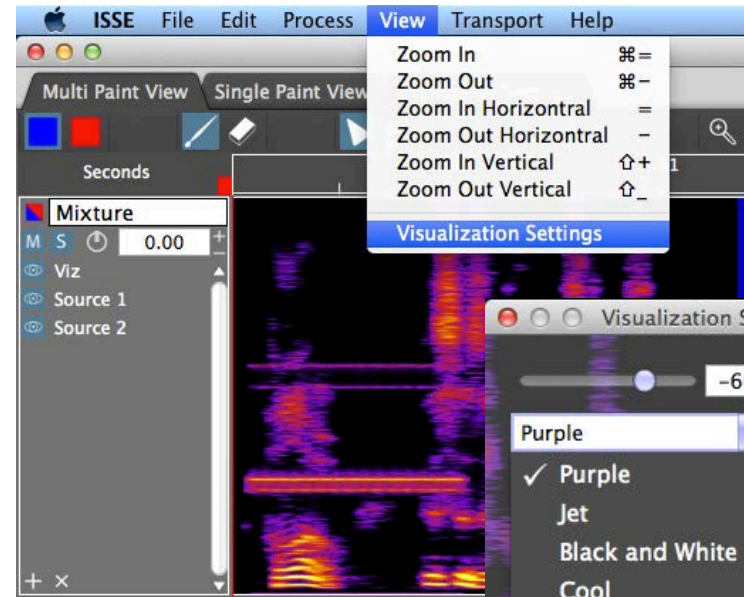 ISSE File Edit Process View Transport Help
Zoom In ⌘=
Zoom Out ⌘−
Zoom In Horizontral =
Zoom Out Horizontral −
Zoom In Vertical ⇧+
Zoom Out Vertical ⇧_
Visualization Settings
Multi Paint View Single Paint View
Seconds 1
Mixture
M S 0.00 + −
Viz
Source 1
Source 2
+ ×
Visualization S
-6
Purple
✓ Purple
Jet
Black and White
Cool